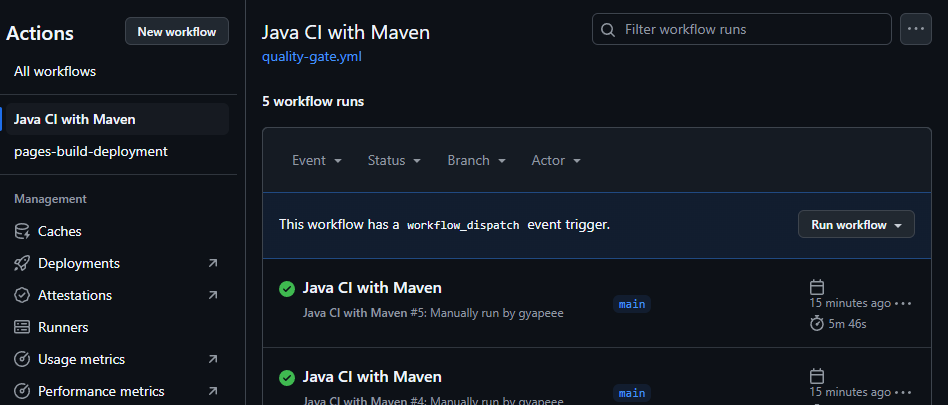 Actions
New workflow
All workflows
Java CI with Maven
pages-build-deployment
Management
Caches
Deployments
Attestations
Runners
Usage metrics
Performance metrics
Java CI with Maven
quality-gate.yml
Filter workflow runs
5 workflow runs
Event
Status
Branch
Actor
This workflow has a workflow_dispatch event trigger.
Run workflow
Java CI with Maven
Java CI with Maven #5: Manually run by gyapeee
main
15 minutes ago
5m 46s
Java CI with Maven
Java CI with Maven #4: Manually run by gyapeee
main
15 minutes ago